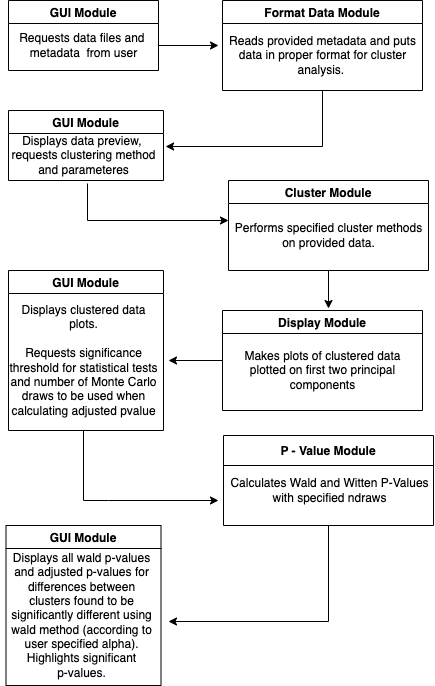 GUI Module
Requests data files and
metadata from user
Format Data Module
Reads provided metadata and puts
data in proper format for cluster
analysis.
GUI Module
Displays data preview,
requests clustering method
and parameteres
Cluster Module
Performs specified cluster methods
on provided data.
GUI Module
Displays clustered data
plots.
Requests significance
threshold for statistical tests
and number of Monte Carlo
draws to be used when
calculating adjusted pvalue
Display Module
Makes plots of clustered data
plotted on first two principal
components
P - Value Module
Calculates Wald and Witten P-Values
with specified ndraws
GUI Module
Displays all wald p-values
and adjusted p-values for
differences between
clusters found to be
significantly different using
wald method (according to
user specified alpha).
Highlights significant
p-values.